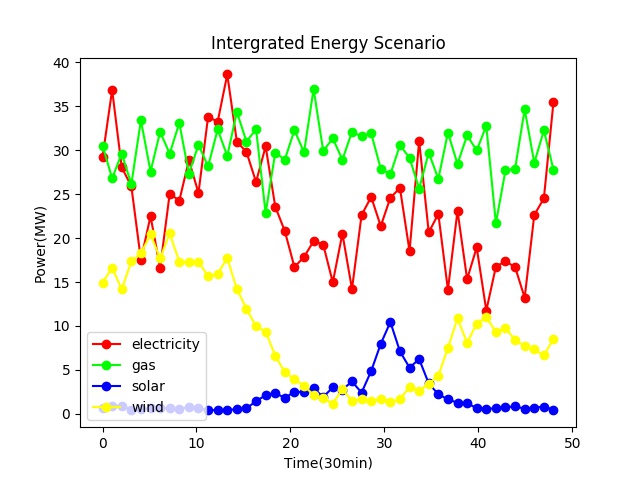 Intergrated Energy Scenario
Power(MW)
40
35
30
25
20
15
10
5
0
electricity
gas
solar
wind
0 10 20 30 40 50
Time(30min)